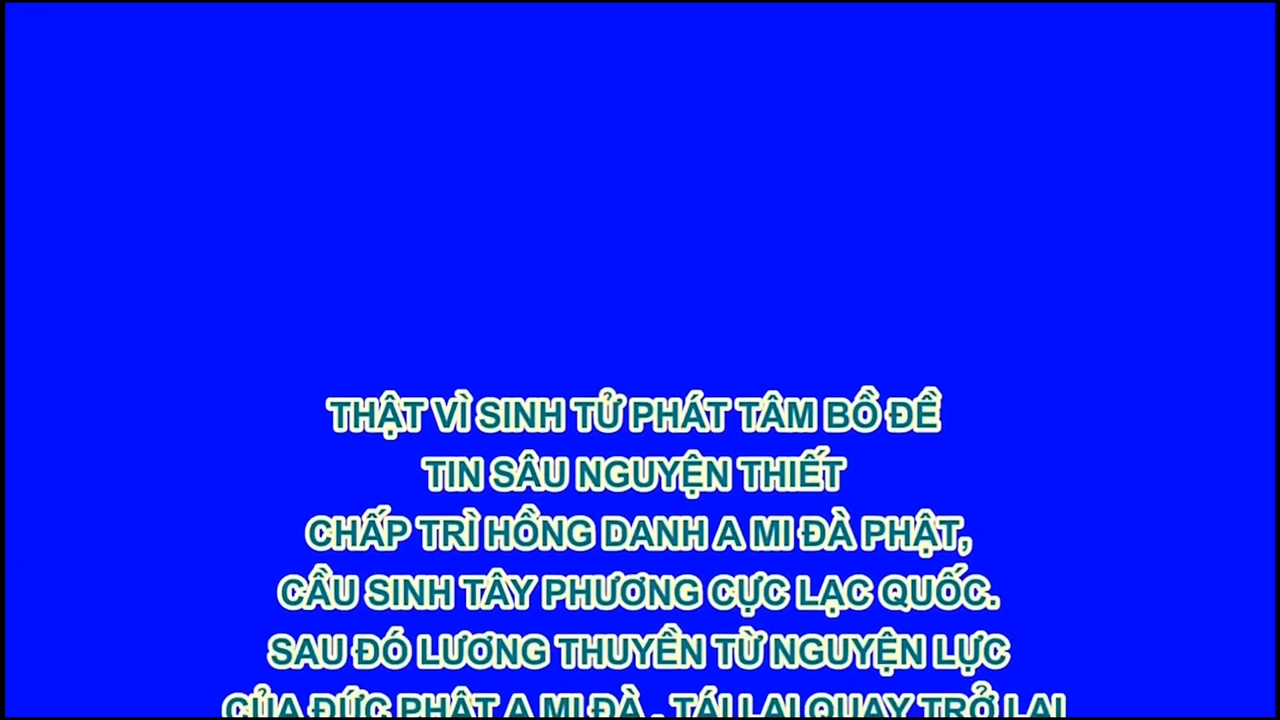 THẬT VÌ SINH TỬ PHÁT TÂM BỒ ĐỀ
TIN SÂU NGUYỆN THIẾT
CHẤP TRÌ HỒNG DANH A MI ĐÀ PHẬT,
CẦU SINH TÂY PHƯƠNG CỰC LẠC QUỐC.
SAU ĐÓ LƯƠNG THUYỀN TỪ NGUYỆN LỰC
CỦA ĐỨC PHẬT A MI ĐÀ , TÁI LAI QUAY TRỞ LẠI